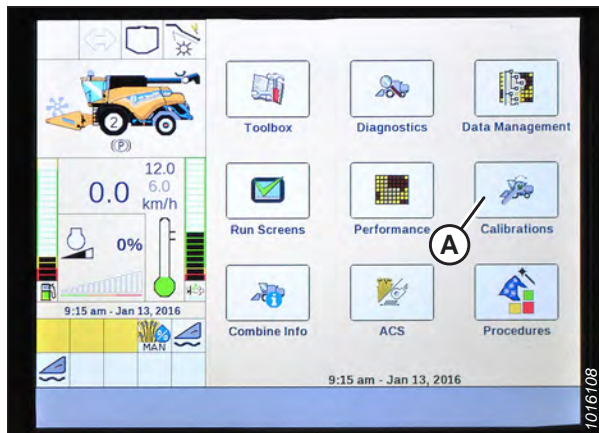 2
(P)
12.0
0.0
6.0
km/h
0%
9:15 am - Jan 13, 2016
MAN
Toolbox
Diagnostics
Data Management
Run Screens
Performance
Calibrations
A
Combine Info
ACS
Procedures
9:15 am - Jan 13, 2016
1016108